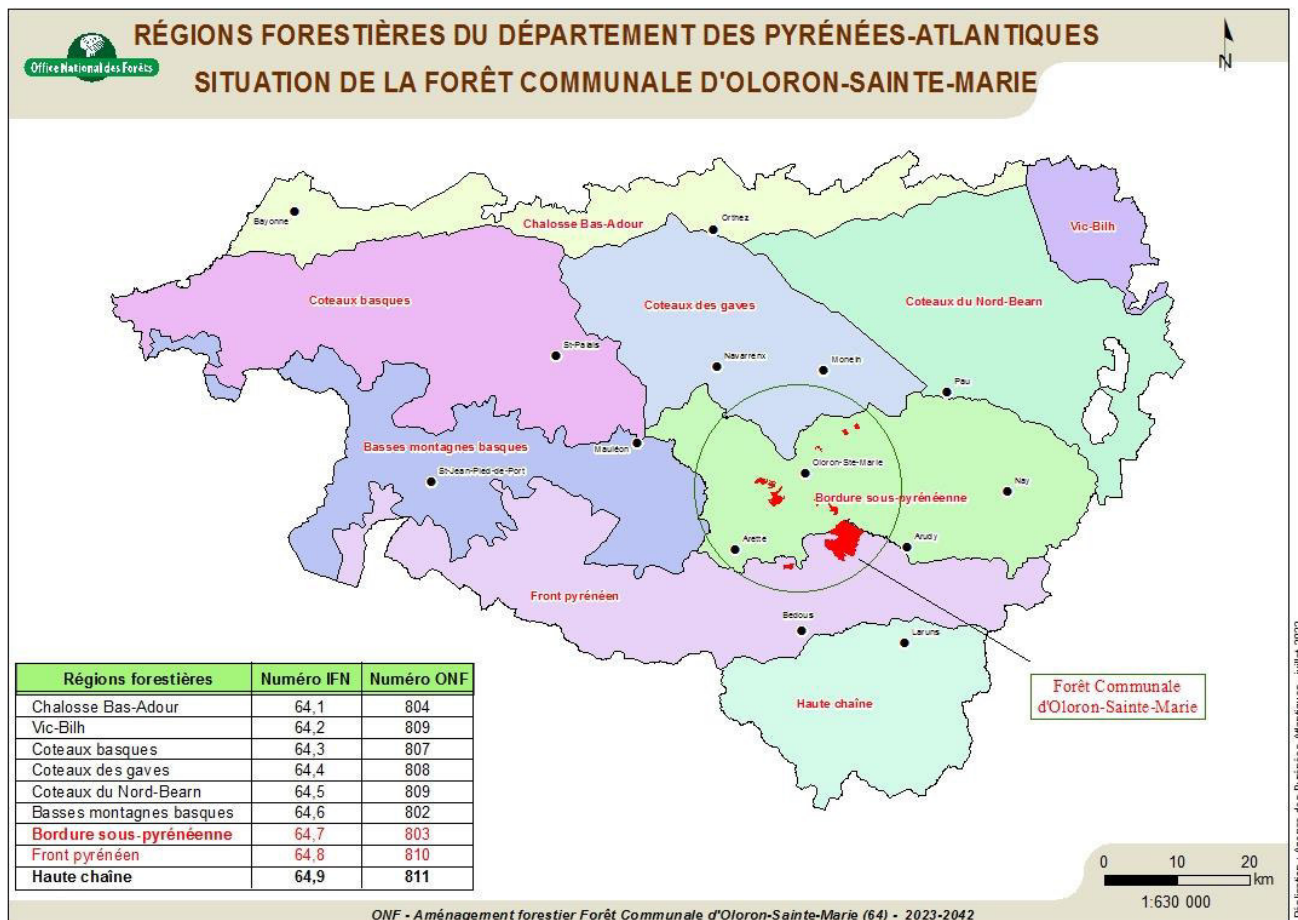 RÉGIONS FORESTIÈRES DU DÉPARTEMENT DES PYRÉNÉES-ATLANTIQUES
SITUATION DE LA FORÊT COMMUNALE D'OLORON-SAINTE-MARIE
Office National des Forêts
N
Bayonne
Chalosse Bas-Adour
Orthez
Vic-Bilh
Coteaux basques
Coteaux des gaves
Coteaux du Nord-Bearn
St-Palais
Navarrenx
Monein
Pau
Basses montagnes basques
Mauléon
St-Jean-Pied-de-Port
Oloron-Ste-Marie
Bordure sous-pyrénéenne
Nay
Arette
Arudy
Front pyrénéen
Bedous
Laruns
Haute chaîne
Forêt Communale
d'Oloron-Sainte-Marie
Régions forestières Numéro IFN Numéro ONF
Chalosse Bas-Adour 64,1 804
Vic-Bilh 64,2 809
Coteaux basques 64,3 807
Coteaux des gaves 64,4 808
Coteaux du Nord-Bearn 64,5 809
Basses montagnes basques 64,6 802
Bordure sous-pyrénéenne 64,7 803
Front pyrénéen 64,8 810
Haute chaîne 64,9 811
0 10 20
km
1:630 000
ONF - Aménagement forestier Forêt Communale d'Oloron-Sainte-Marie (64) - 2023-2042